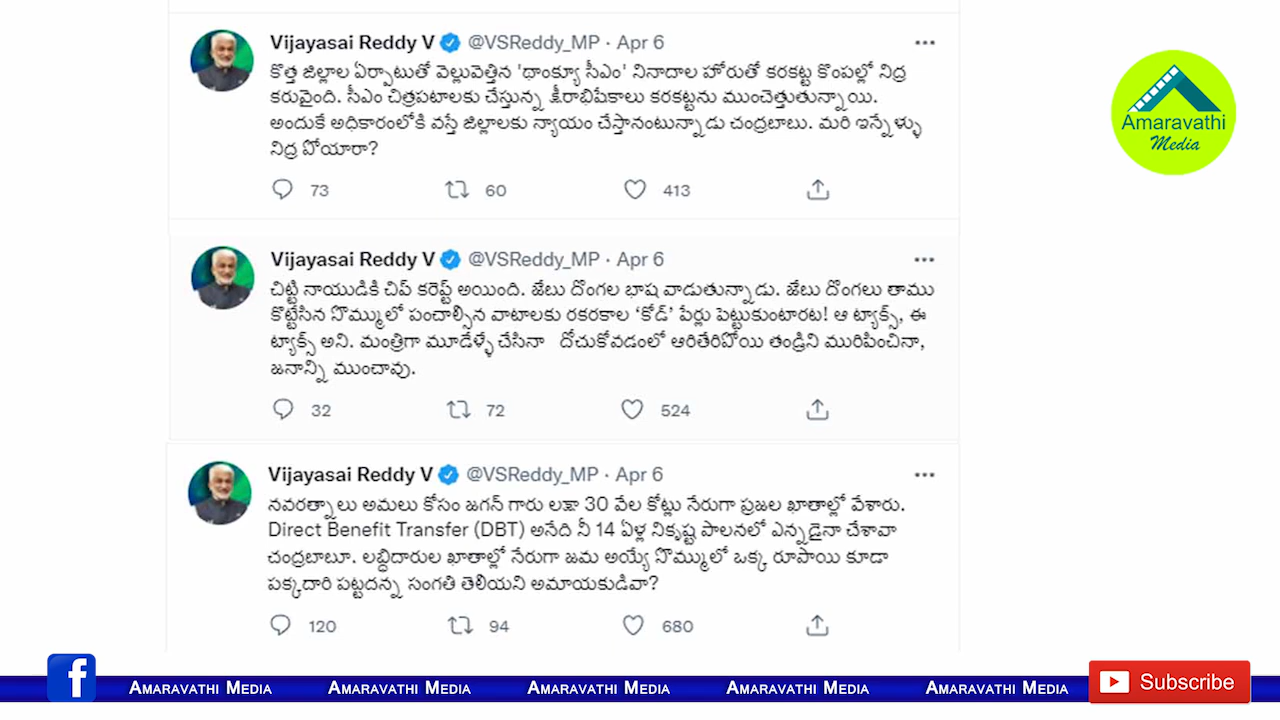 Vijayasai Reddy V @VSReddy_MP · Apr 6
కొత్త జిల్లాల ఏర్పాటుతో వెల్లువెత్తిన 'థాంక్యూ సీఎం' నినాదాల హోరుతో కరకట్ట కొంపల్లో నిద్ర
కరువైంది. సీఎం చిత్రపటాలకు చేస్తున్న క్షీరాభిషేకాలు కరకట్టను ముంచెత్తుతున్నాయి.
అందుకే అధికారంలోకి వస్తే జిల్లాలకు న్యాయం చేస్తానంటున్నాడు చంద్రబాబు. మరి ఇన్నేళ్ళు
నిద్ర పోయారా?
73 60 413
Amaravathi
Media
Vijayasai Reddy V @VSReddy_MP · Apr 6
చిట్టి నాయుడికి చిప్ కరెప్ట్ అయింది. జేబు దొంగల భాష వాడుతున్నాడు. జేబు దొంగలు తాము
కొట్టేసిన సొమ్ములో పంచాల్సిన వాటాలకు రకరకాల ‘కోడ్’ పేర్లు పెట్టుకుంటారట! ఆ ట్యాక్స్, ఈ
ట్యాక్స్ అని. మంత్రిగా మూడేళ్ళే చేసినా దోచుకోవడంలో ఆరితేరిపోయి తండ్రిని మురిపించినా,
జనాన్ని ముంచావు.
32 72 524
Vijayasai Reddy V @VSReddy_MP · Apr 6
నవరత్నాలు అమలు కోసం జగన్ గారు లక్షా 30 వేల కోట్లు నేరుగా ప్రజల ఖాతాల్లో వేశారు.
Direct Benefit Transfer (DBT) అనేది నీ 14 ఏళ్ల నికృష్ట పాలనలో ఎన్నడైనా చేశావా
చంద్రబాబూ. లబ్ధిదారుల ఖాతాల్లో నేరుగా జమ అయ్యే సొమ్ములో ఒక్క రూపాయి కూడా
పక్కదారి పట్టదన్న సంగతి తెలియని అమాయకుడివా?
120 94 680
f Amaravathi Media Amaravathi Media Amaravathi Media Amaravathi Media Amaravathi Media Subscribe